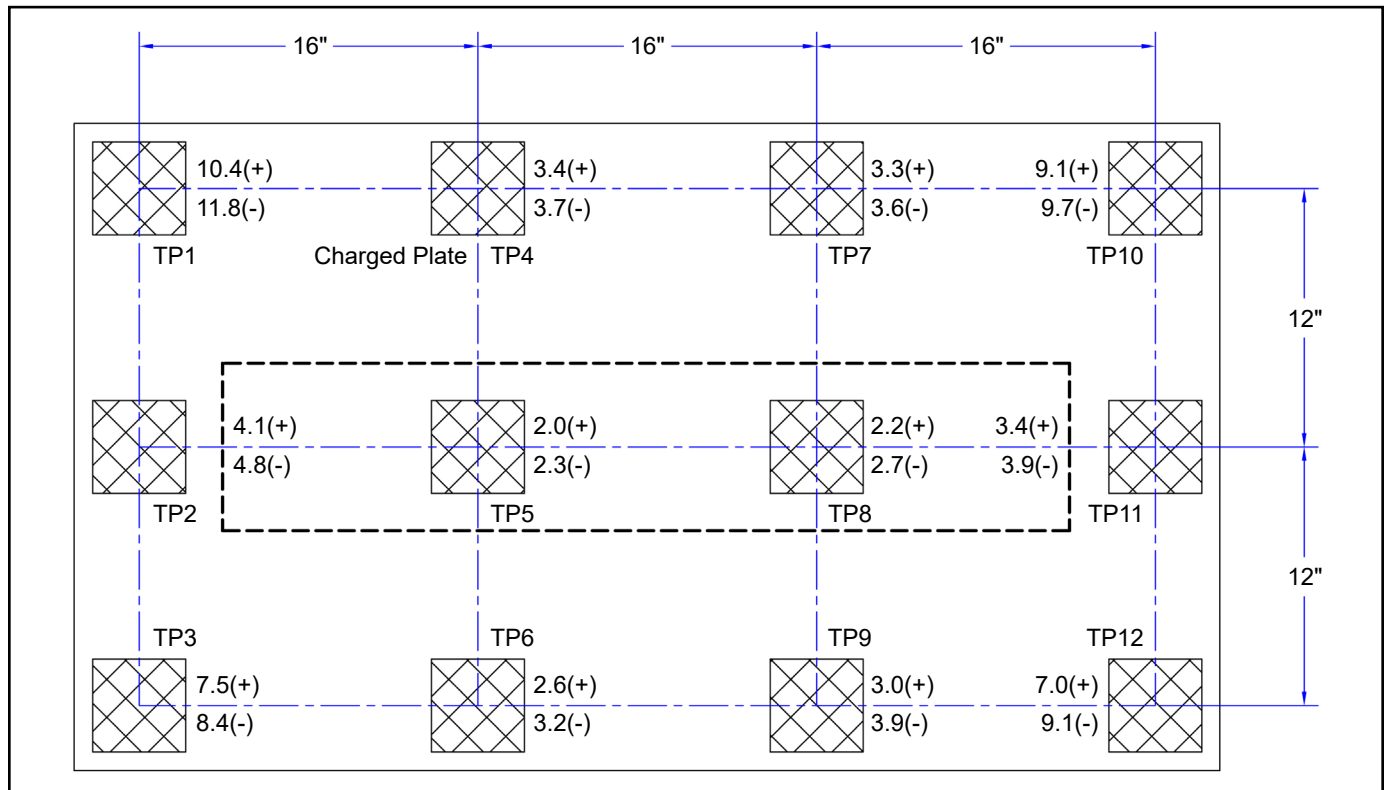 16" 16" 16"
10.4(+) 3.4(+) 3.3(+) 9.1(+)
11.8(-) 3.7(-) 3.6(-) 9.7(-)
TP1 Charged Plate TP4 TP7 TP10
12"
4.1(+) 2.0(+) 2.2(+) 3.4(+)
4.8(-) 2.3(-) 2.7(-) 3.9(-)
TP2 TP5 TP8 TP11
12"
TP3 TP6 TP9 TP12
7.5(+) 2.6(+) 3.0(+) 7.0(+)
8.4(-) 3.2(-) 3.9(-) 9.1(-)